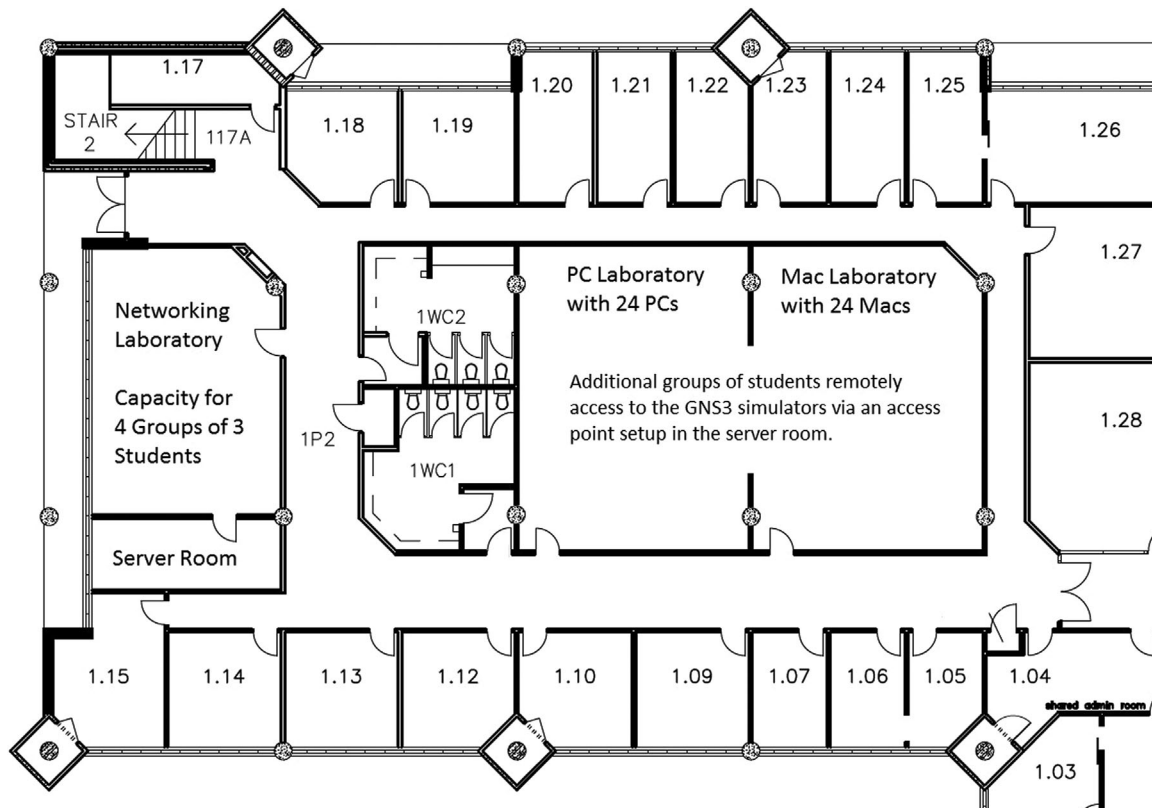 1.17
STAIR
2
117A
1.18
1.19
1.20
1.21
1.22
1.23
1.24
1.25
1.26
1.27
1.28
Networking
Laboratory
Capacity for
4 Groups of 3
Students
1P2
1WC2
1WC1
PC Laboratory
with 24 PCs
Mac Laboratory
with 24 Macs
Additional groups of students remotely
access to the GNS3 simulators via an access
point setup in the server room.
Server Room
1.15
1.14
1.13
1.12
1.10
1.09
1.07
1.06
1.05
1.04
shared admin room
1.03